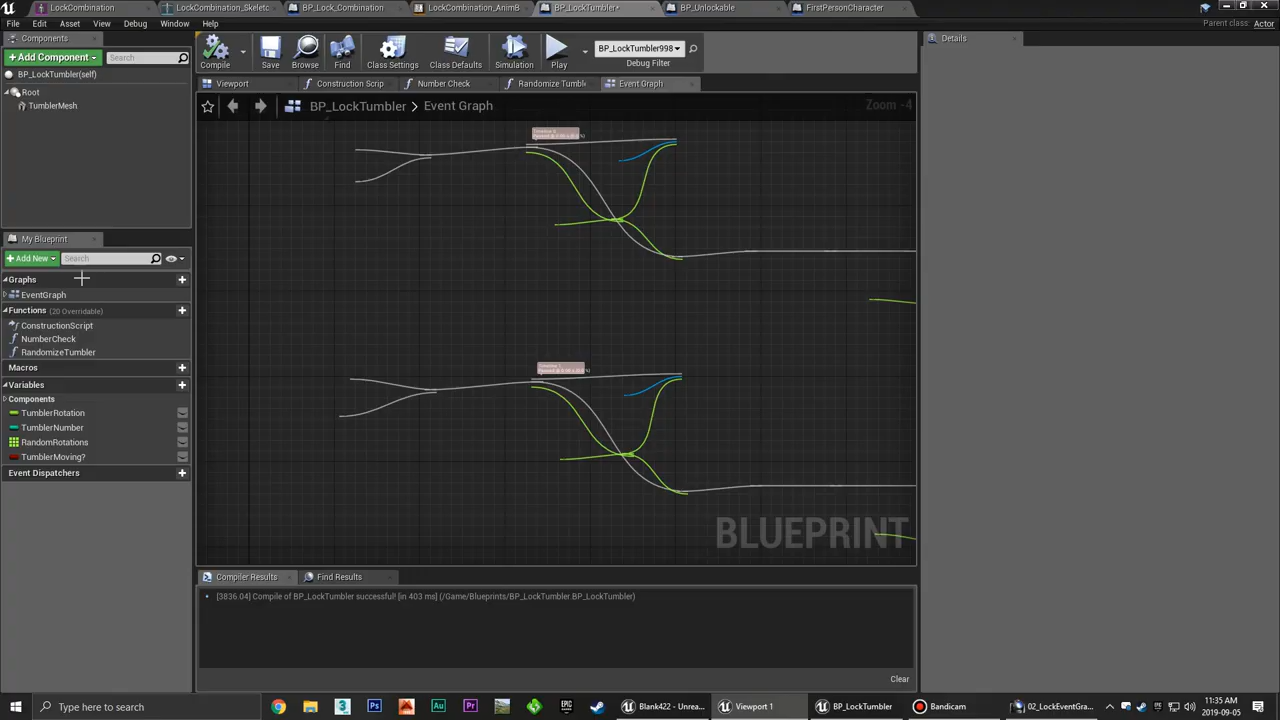 LockCombination
LockCombination_Skeletc
BP_Lock_Combination
LockCombination_AnimB
BP_LockTumbler*
BP_Unlockable
FirstPersonCharacter
File Edit Asset View Debug Window Help
Parent class: Actor
Components
Details
+Add Component
Search
Compile
Save
Browse
Find
Class Settings
Class Defaults
Simulation
Play
BP_LockTumbler998
Debug Filter
BP_LockTumbler(self)
Root
TumblerMesh
Viewport
Construction Scrip
Number Check
Randomize Tumble
Event Graph
BP_LockTumbler > Event Graph
Zoom -4
My Blueprint
+Add New
Search
Graphs
EventGraph
Functions (20 Overridable)
ConstructionScript
NumberCheck
RandomizeTumbler
Macros
Variables
Components
TumblerRotation
TumblerNumber
RandomRotations
TumblerMoving?
Event Dispatchers
BLUEPRINT
Compiler Results
Find Results
[3836.04] Compile of BP_LockTumbler successful! [in 403 ms] (/Game/Blueprints/BP_LockTumbler.BP_LockTumbler)
Clear
Type here to search
Blank422 - Unrea...
Viewport 1
BP_LockTumbler
Bandicam
02_LockEventGra...
11:35 AM
2019-09-05